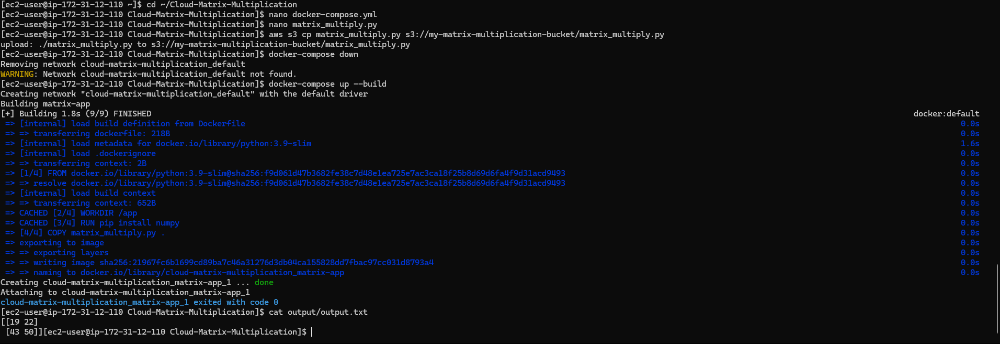 [ec2-user@ip-172-31-12-110 ~]$ cd ~/Cloud-Matrix-Multiplication
[ec2-user@ip-172-31-12-110 Cloud-Matrix-Multiplication]$ nano docker-compose.yml
[ec2-user@ip-172-31-12-110 Cloud-Matrix-Multiplication]$ nano matrix_multiply.py
[ec2-user@ip-172-31-12-110 Cloud-Matrix-Multiplication]$ aws s3 cp matrix_multiply.py s3://my-matrix-multiplication-bucket/matrix_multiply.py
upload: ./matrix_multiply.py to s3://my-matrix-multiplication-bucket/matrix_multiply.py
[ec2-user@ip-172-31-12-110 Cloud-Matrix-Multiplication]$ docker-compose down
Removing network cloud-matrix-multiplication_default
WARNING: Network cloud-matrix-multiplication_default not found.
[ec2-user@ip-172-31-12-110 Cloud-Matrix-Multiplication]$ docker-compose up --build
Creating network "cloud-matrix-multiplication_default" with the default driver
Building matrix-app
[+] Building 1.8s (9/9) FINISHED docker:default
=> [internal] load build definition from Dockerfile 0.0s
=> => transferring dockerfile: 218B 0.0s
=> [internal] load metadata for docker.io/library/python:3.9-slim 1.6s
=> [internal] load .dockerignore 0.0s
=> => transferring context: 2B 0.0s
=> [1/4] FROM docker.io/library/python:3.9-slim@sha256:f9d061d47b3682fe38c7d48e1ea725e7ac3ca18f25b8d69d6fa4f9d31acd9493 0.0s
=> => resolve docker.io/library/python:3.9-slim@sha256:f9d061d47b3682fe38c7d48e1ea725e7ac3ca18f25b8d69d6fa4f9d31acd9493 0.0s
=> [internal] load build context 0.0s
=> => transferring context: 652B 0.0s
=> CACHED [2/4] WORKDIR /app 0.0s
=> CACHED [3/4] RUN pip install numpy 0.0s
=> [4/4] COPY matrix_multiply.py . 0.0s
=> exporting to image 0.0s
=> => exporting layers 0.0s
=> => writing image sha256:21967fc6b1699cd89ba7c46a31276d3db04ca155828dd7fbac97cc031d8793a4 0.0s
=> => naming to docker.io/library/cloud-matrix-multiplication_matrix-app 0.0s
Creating cloud-matrix-multiplication_matrix-app_1 ... done
Attaching to cloud-matrix-multiplication_matrix-app_1
cloud-matrix-multiplication_matrix-app_1 exited with code 0
[ec2-user@ip-172-31-12-110 Cloud-Matrix-Multiplication]$ cat output/output.txt
[[19 22]
 [43 50]][ec2-user@ip-172-31-12-110 Cloud-Matrix-Multiplication]$